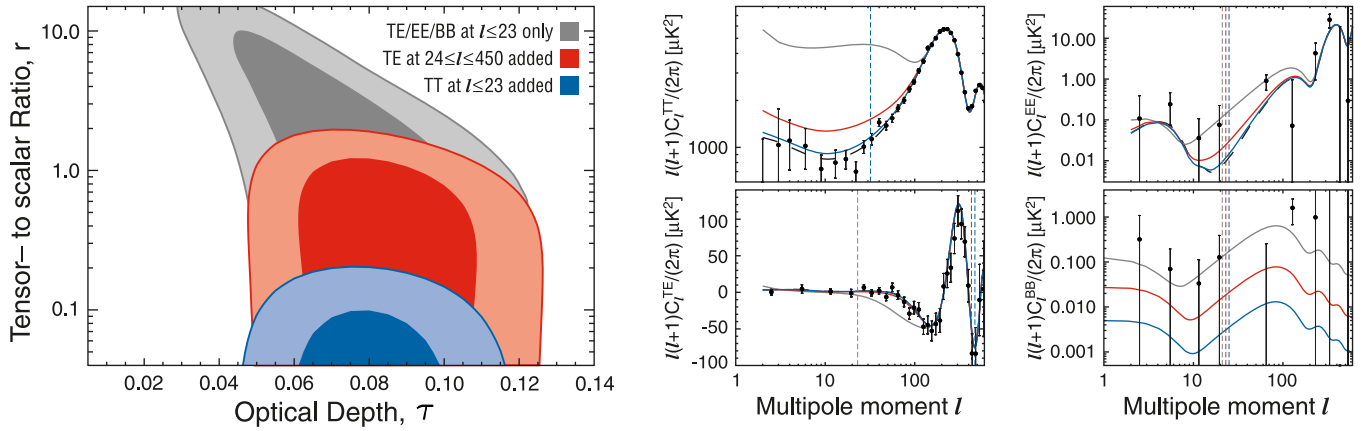 Tensor– to scalar Ratio, r
10.0
1.0
0.1
TE/EE/BB at l≤23 only
TE at 24≤l≤450 added
TT at l≤23 added
0.02 0.04 0.06 0.08 0.10 0.12 0.14
Optical Depth, τ
l(l+1)C_l^TT/(2π) [μK²]
1000
l(l+1)C_l^TE/(2π) [μK²]
100
50
0
-50
-100
1 10 100
Multipole moment l
l(l+1)C_l^EE/(2π) [μK²]
10.00
1.00
0.10
0.01
l(l+1)C_l^BB/(2π) [μK²]
1.000
0.100
0.010
0.001
1 10 100
Multipole moment l